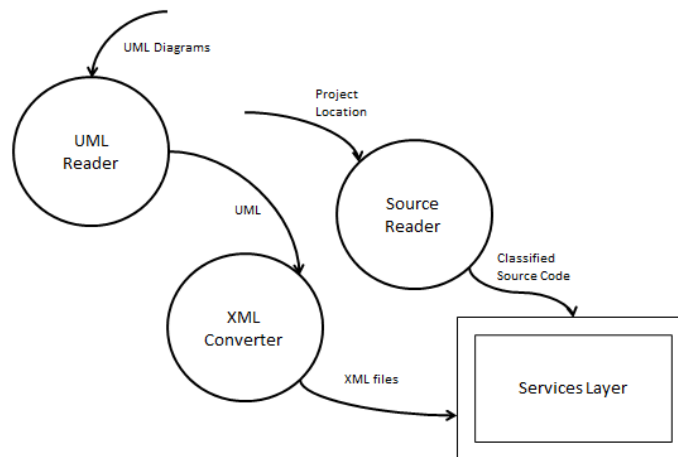 UML Diagrams
UML
Reader
Project
Location
UML
Source
Reader
Classified
Source Code
XML
Converter
XML files
Services Layer